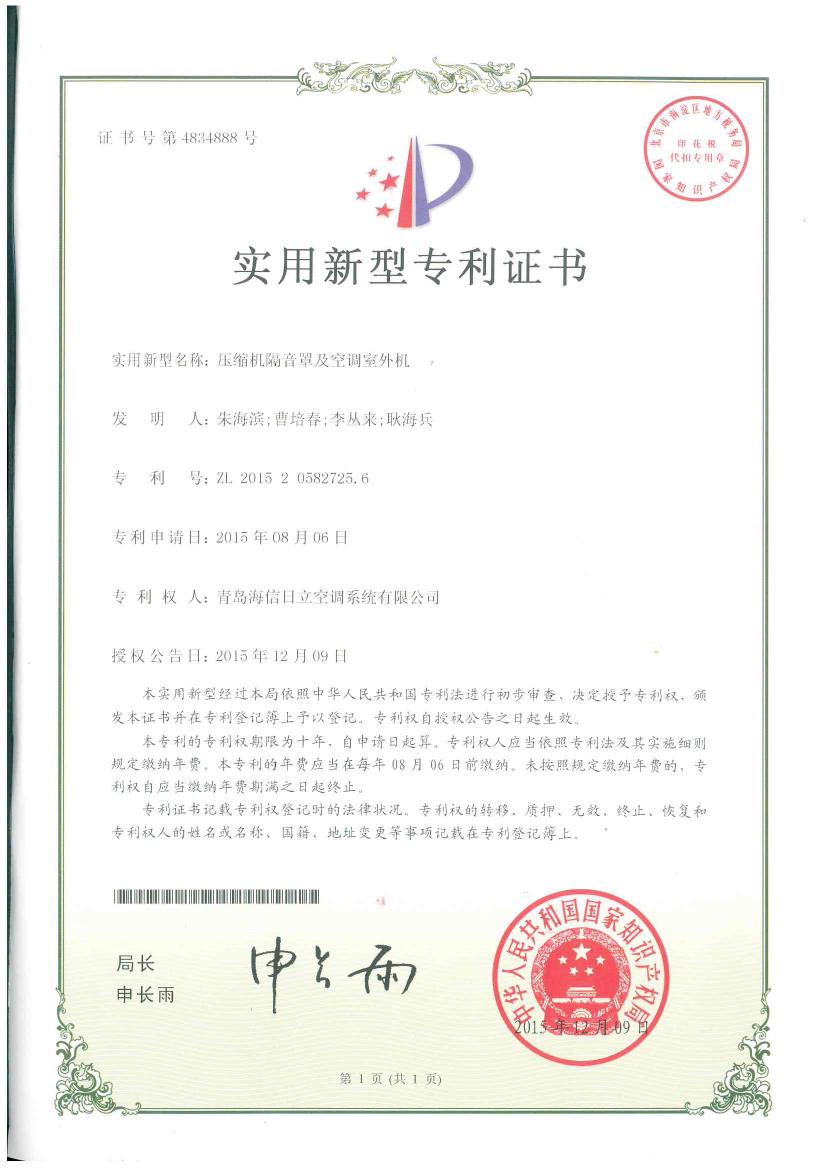 证书号第4834888号
北京市海淀区地方税务局
印花税
代扣专用章
国家知识产权局
实用新型专利证书
实用新型名称：压缩机隔音罩及空调室外机
发明人：朱海滨;曹培春;李丛来;耿海兵
专利号：ZL 2015 2 0582725.6
专利申请日：2015年08月06日
专利权人：青岛海信日立空调系统有限公司
授权公告日：2015年12月09日
本实用新型经过本局依照中华人民共和国专利法进行初步审查，决定授予专利权，颁
发本证书并在专利登记簿上予以登记。专利权自授权公告之日起生效。
本专利的专利权期限为十年，自申请日起算。专利权人应当依照专利法及其实施细则
规定缴纳年费。本专利的年费应当在每年08月06日前缴纳。未按照规定缴纳年费的，专
利权自应当缴纳年费期满之日起终止。
专利证书记载专利权登记时的法律状况。专利权的转移、质押、无效、终止、恢复和
专利权人的姓名或名称、国籍、地址变更等事项记载在专利登记簿上。
局长
申长雨
申长雨
中华人民共和国国家知识产权局
2015年12月09日
第1页(共1页)